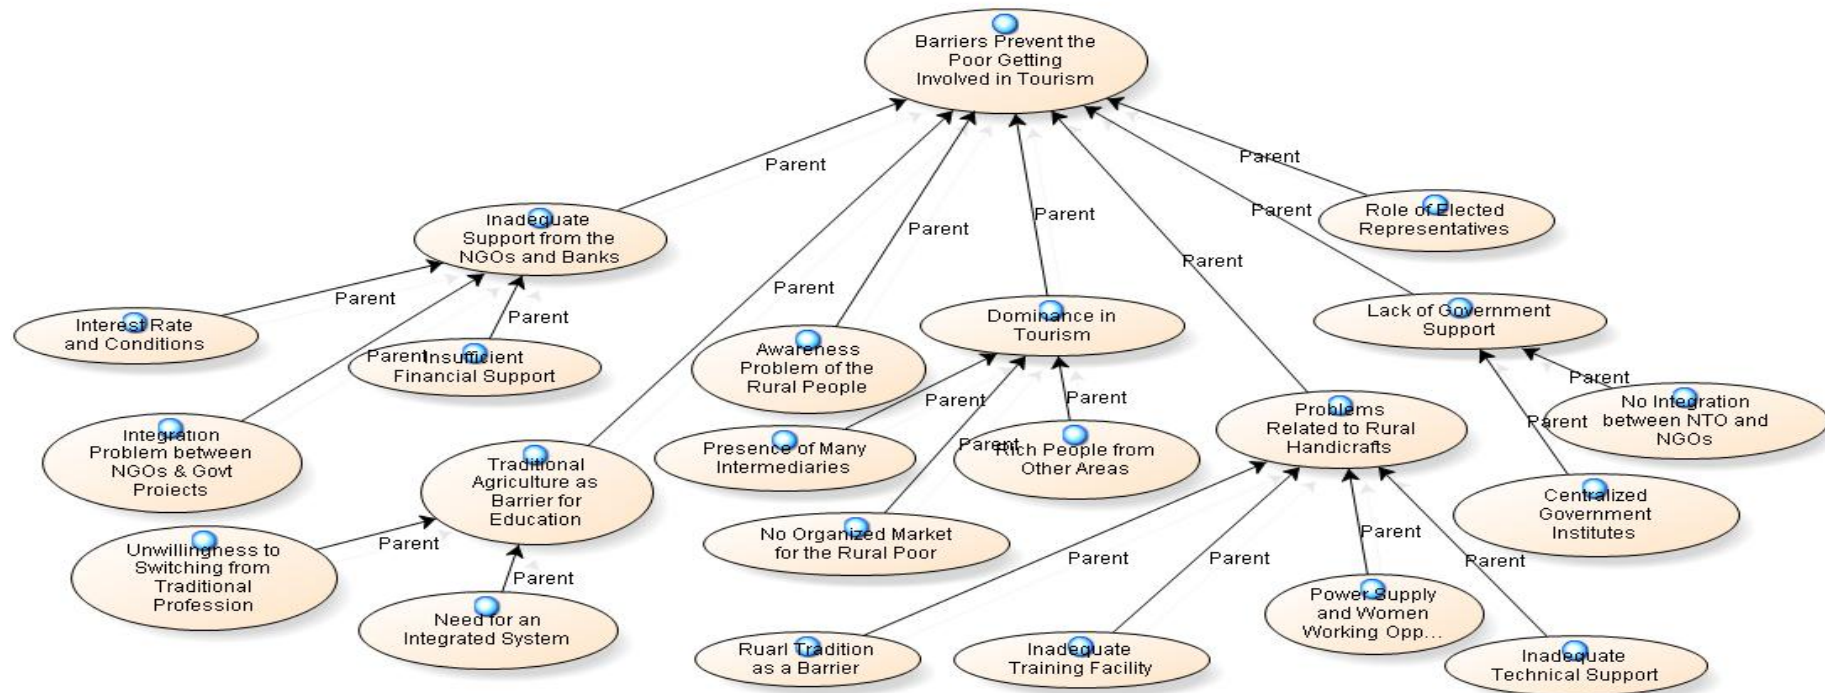 Barriers Prevent the
Poor Getting
Involved in Tourism
Parent
Parent
Inadequate
Support from the
NGOs and Banks
Role of Elected
Representatives
Parent
Parent
Parent
Parent
Parent
Parent
Interest Rate
and Conditions
Parent
Dominance in
Tourism
Lack of Government
Support
Parent
Insufficient
Financial Support
Awareness
Problem of the
Rural People
Parent
Parent
Parent
Parent
No Integration
between NTO and
NGOs
Problems
Related to Rural
Handicrafts
Parent
Integration
Problem between
NGOs & Govt
Projects
Presence of Many
Intermediaries
Parent
Rich People from
Other Areas
Traditional
Agriculture as
Barrier for
Education
Centralized
Government
Institutes
No Organized Market
for the Rural Poor
Parent
Parent
Parent
Parent
Parent
Unwillingness to
Switching from
Traditional
Profession
Parent
Need for an
Integrated System
Power Supply
and Women
Working Opp...
Ruarl Tradition
as a Barrier
Inadequate
Training Facility
Inadequate
Technical Support